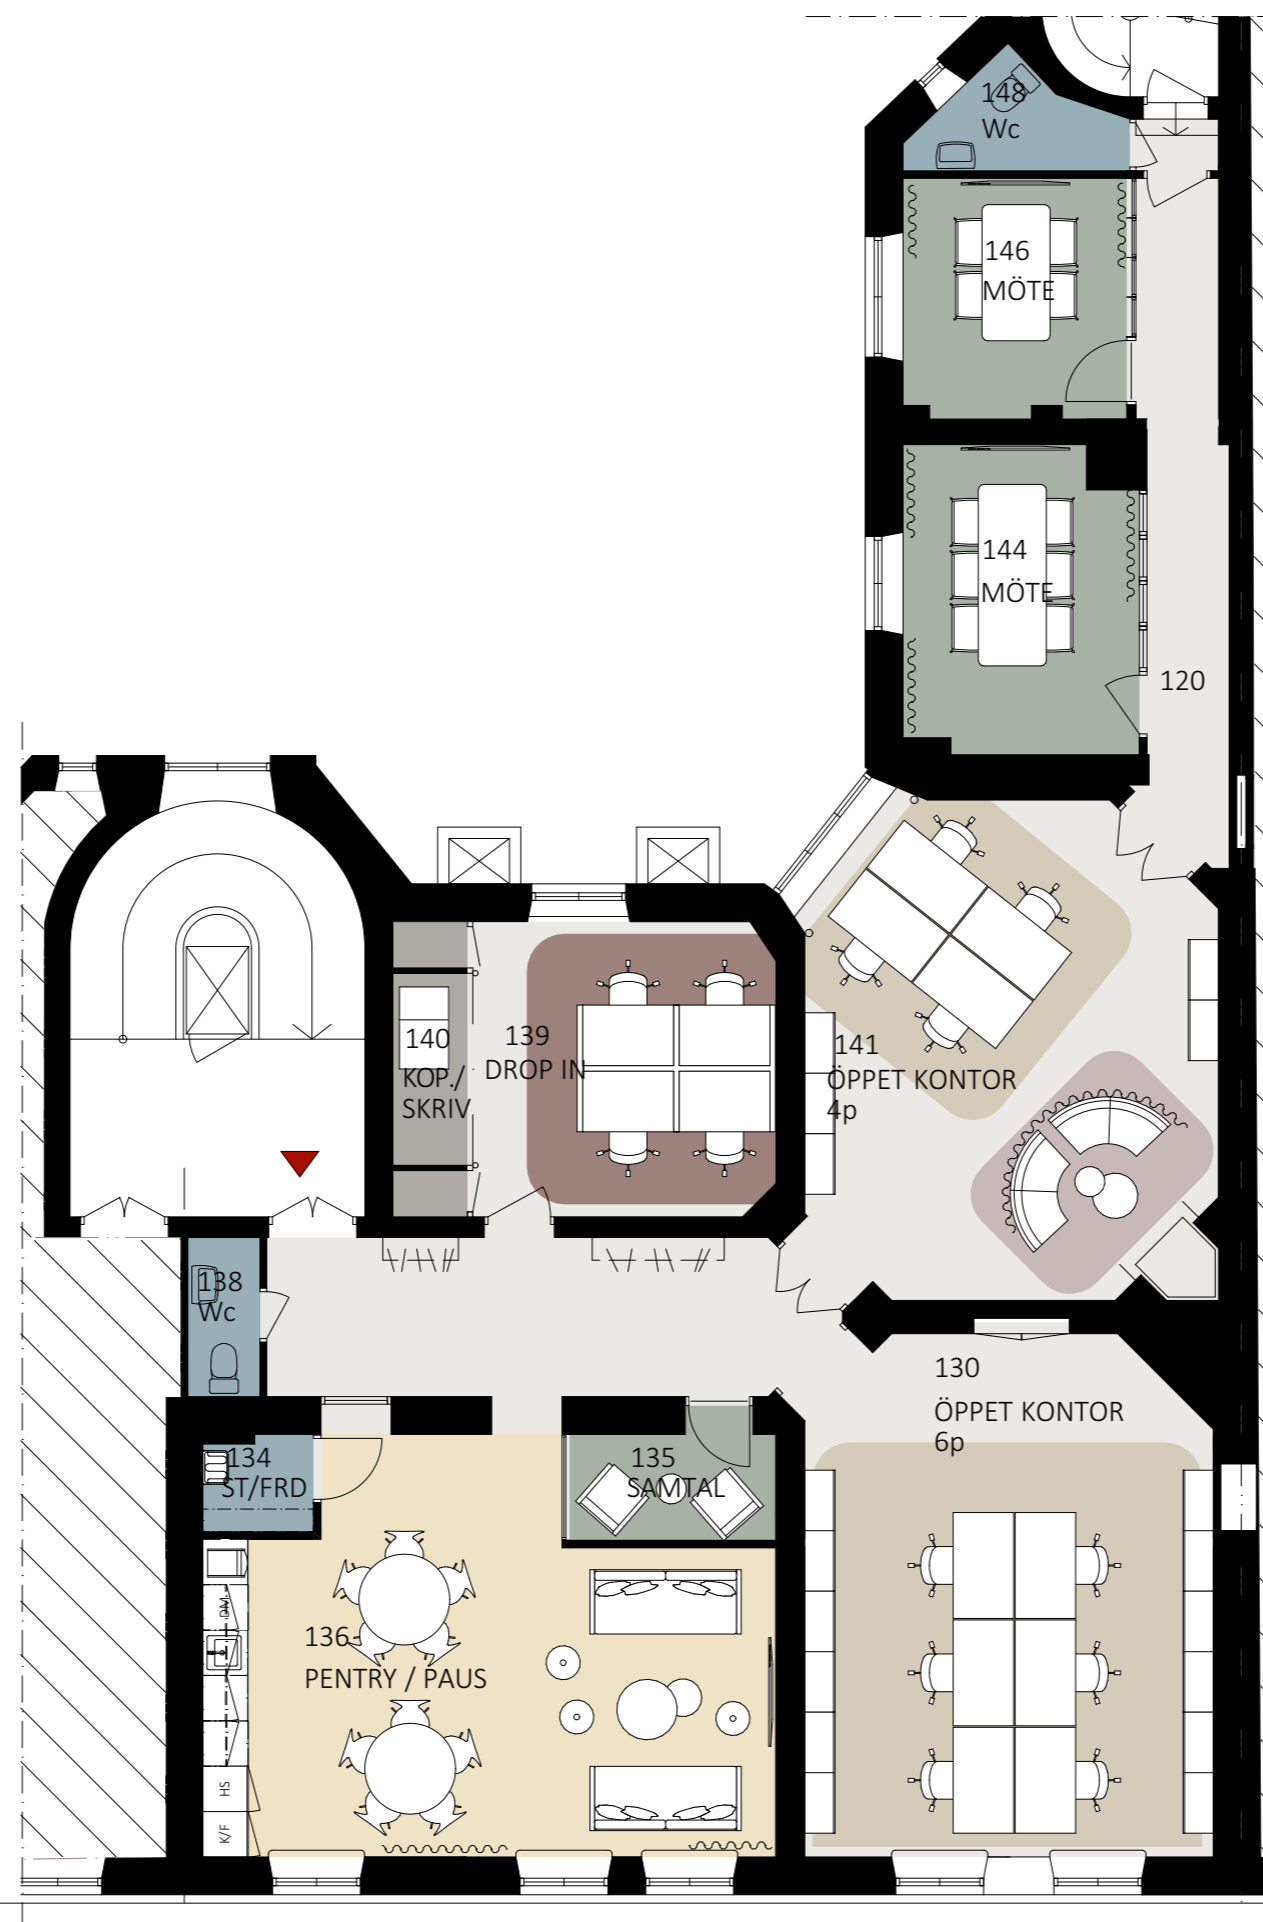 148
Wc
146
MÖTE
144
MÖTE
120
140
KOP./
SKRIV
139
DROP IN
141
ÖPPET KONTOR
4p
138
Wc
130
ÖPPET KONTOR
6p
134
ST/FRD
135
SAMTAL
DM
136
PENTRY / PAUS
HS
K/F